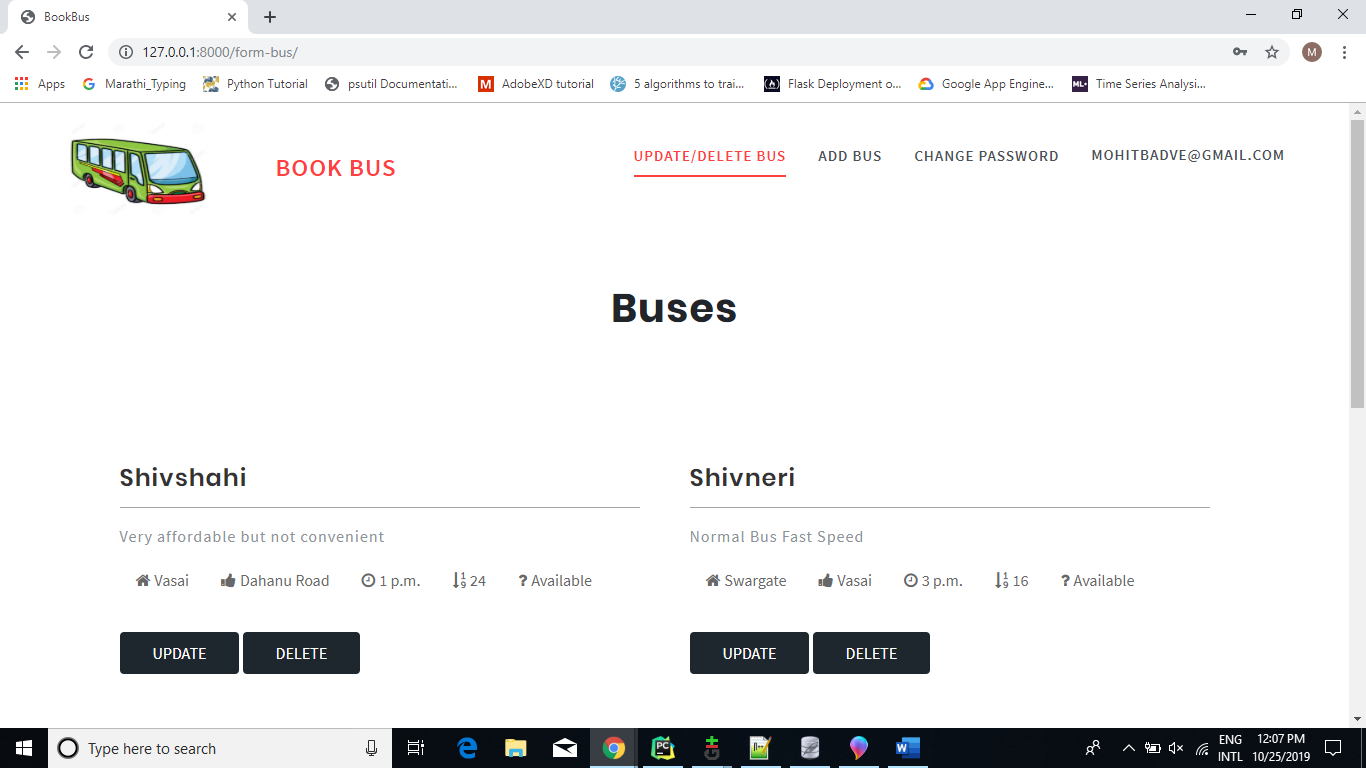 BookBus
127.0.0.1:8000/form-bus/
M
Apps Marathi_Typing Python Tutorial psutil Documentati... M AdobeXD tutorial 5 algorithms to trai... Flask Deployment o... Google App Engine... ML Time Series Analysi...
BOOK BUS
UPDATE/DELETE BUS ADD BUS CHANGE PASSWORD MOHITBADVE@GMAIL.COM
Buses
Shivshahi
Very affordable but not convenient
Vasai Dahanu Road 1 p.m. 24 ? Available
UPDATE DELETE
Shivneri
Normal Bus Fast Speed
Swargate Vasai 3 p.m. 16 ? Available
UPDATE DELETE
Type here to search
ENG
INTL
12:07 PM
10/25/2019